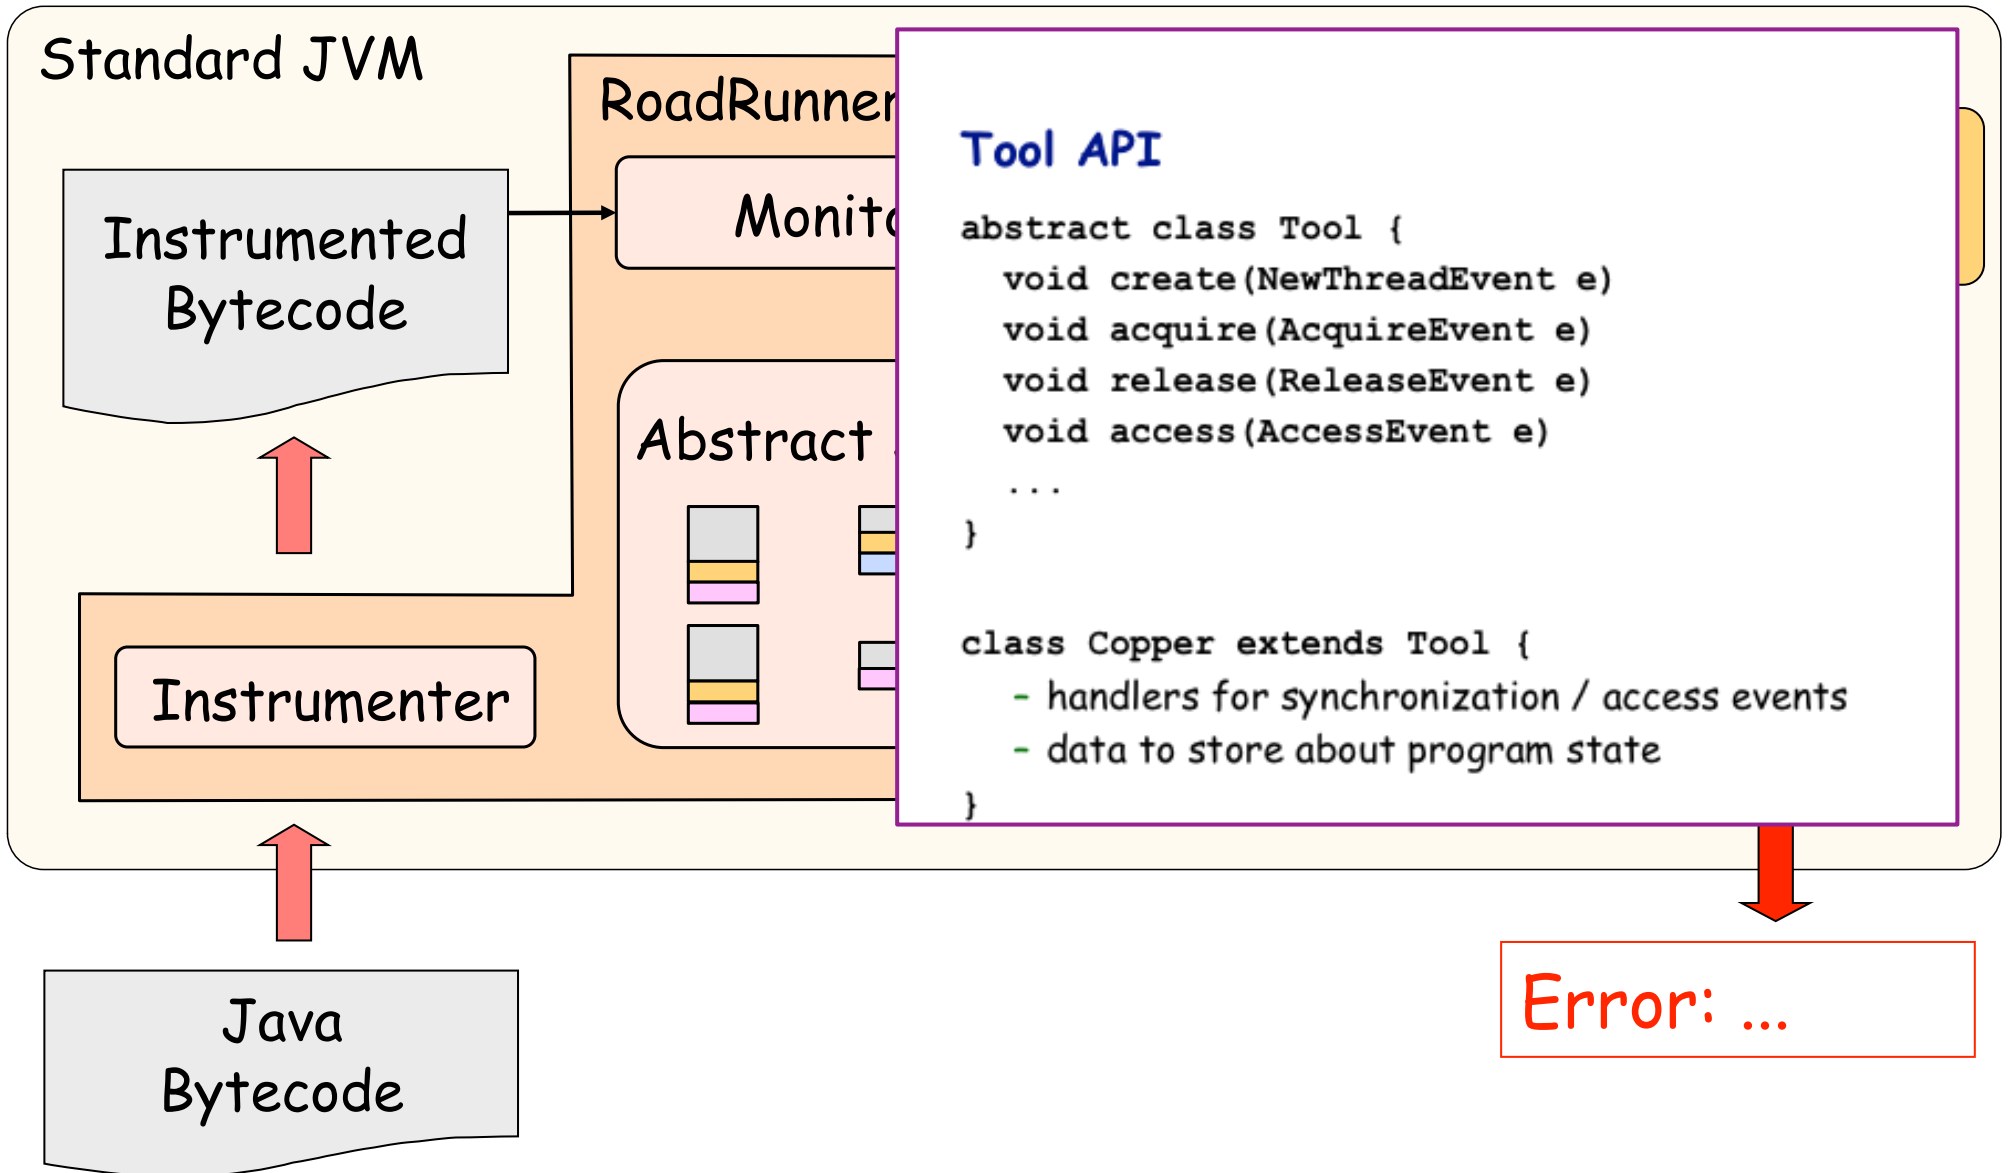 Standard JVM
RoadRunner
Instrumented
Bytecode
Abstract
Instrumenter
Java
Bytecode
Tool API
abstract class Tool {
void create(NewThreadEvent e)
void acquire(AcquireEvent e)
void release(ReleaseEvent e)
void access(AccessEvent e)
...
}
class Copper extends Tool {
- handlers for synchronization / access events
- data to store about program state
}
Error: ...